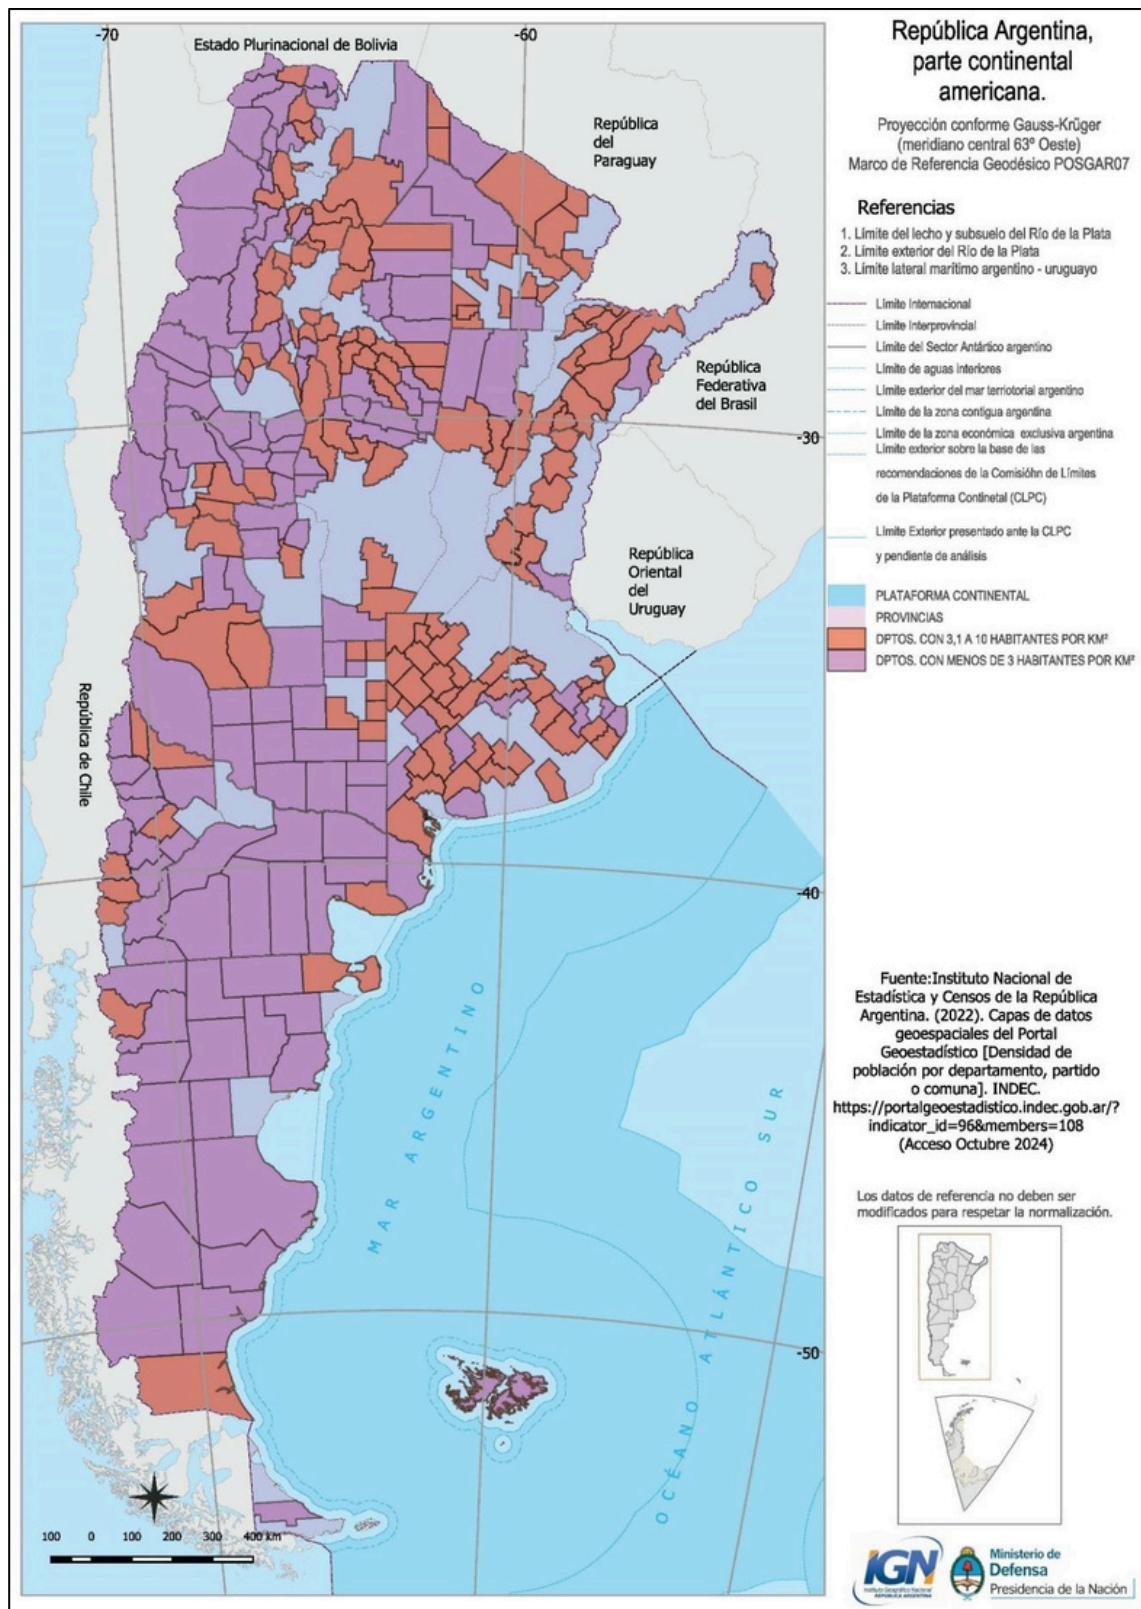 -70
-60
Estado Plurinacional de Bolivia
República
del
Paraguay
República
Federativa
del Brasil
-30
República
Oriental
del
Uruguay
República de Chile
-40
MAR ARGENTINO
OCÉANO ATLÁNTICO SUR
-50
100 0 100 200 300 400 km
República Argentina,
parte continental
americana.
Proyección conforme Gauss-Krüger
(meridiano central 63º Oeste)
Marco de Referencia Geodésico POSGAR07
Referencias
1. Límite del lecho y subsuelo del Río de la Plata
2. Límite exterior del Río de la Plata
3. Límite lateral marítimo argentino - uruguayo
Límite Internacional
Límite Interprovincial
Límite del Sector Antártico argentino
Límite de aguas interiores
Límite exterior del mar terriotorial argentino
Límite de la zona contigua argentina
Límite de la zona económica exclusiva argentina
Límite exterior sobre la base de las
recomendaciones de la Comisióhn de Límites
de la Plataforma Continetal (CLPC)
Límite Exterior presentado ante la CLPC
y pendiente de análisis
PLATAFORMA CONTINENTAL
PROVINCIAS
DPTOS. CON 3,1 A 10 HABITANTES POR KM²
DPTOS. CON MENOS DE 3 HABITANTES POR KM²
Fuente:Instituto Nacional de
Estadística y Censos de la República
Argentina. (2022). Capas de datos
geoespaciales del Portal
Geoestadístico [Densidad de
población por departamento, partido
o comuna]. INDEC.
https://portalgeoestadistico.indec.gob.ar/?
indicator_id=96&members=108
(Acceso Octubre 2024)
Los datos de referencia no deben ser
modificados para respetar la normalización.
IGN
Instituto Geográfico Nacional
REPÚBLICA ARGENTINA
Ministerio de
Defensa
Presidencia de la Nación